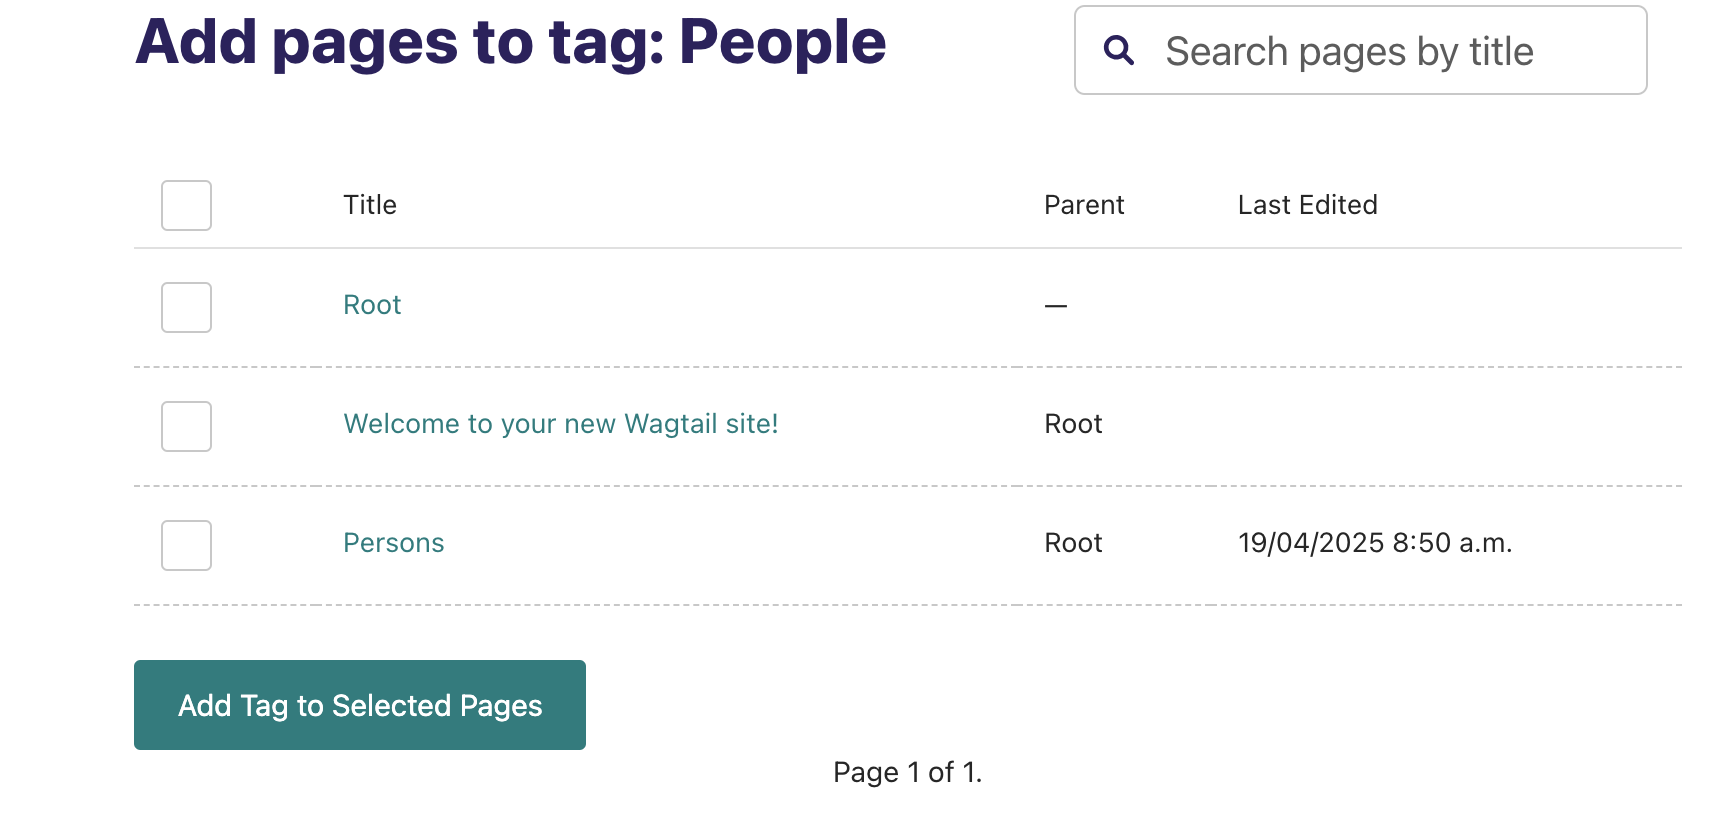 Add pages to tag: People
Search pages by title
Title Parent Last Edited
Root —
Welcome to your new Wagtail site! Root
Persons Root 19/04/2025 8:50 a.m.
Add Tag to Selected Pages
Page 1 of 1.